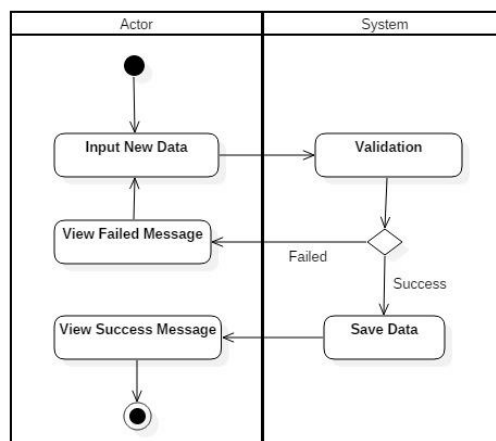 Actor
System
Input New Data
Validation
View Failed Message
Failed
Success
View Success Message
Save Data